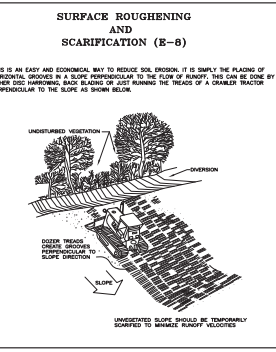 SURFACE ROUGHENING
AND
SCARIFICATION (E-8)
IS IS AN EASY AND ECONOMICAL WAY TO REDUCE SOIL EROSION. IT IS SIMPLY THE PLACING OF
RIZONTAL GROOVES IN A SLOPE PERPENDICULAR TO THE FLOW OF RUNOFF. THIS CAN BE DONE BY
HER DISC HARROWING, BACK BLADING OR JUST RUNNING THE TREADS OF A CRAWLER TRACTOR
RPENDICULAR TO THE SLOPE AS SHOWN BELOW.
UNDISTURBED VEGETATION
DIVERSION
DOZER TREADS
CREATE GROOVES
PERPENDICULAR TO
SLOPE DIRECTION
SLOPE
UNVEGETATED SLOPE SHOULD BE TEMPORARILY
SCARIFIED TO MINIMIZE RUNOFF VELOCITIES